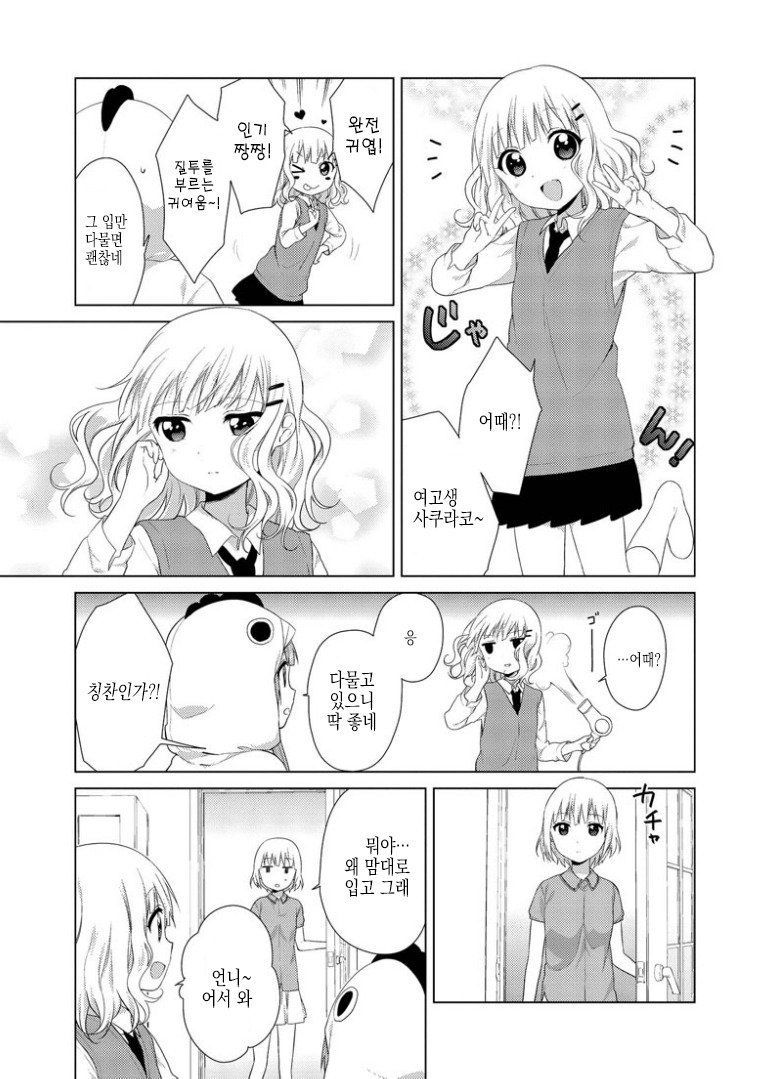 어때?!
여고생
사쿠라코~
じゃ
ん!
완전
귀엽!
인기
짱짱!
질투를
부르는
귀여움~!
그 입만
다물면
괜찮네
…어때?
ゴー
응
다물고
있으니
딱 좋네
칭찬인가?!
カチャ
뭐야…
왜 맘대로
입고 그래
언니~
어서 와